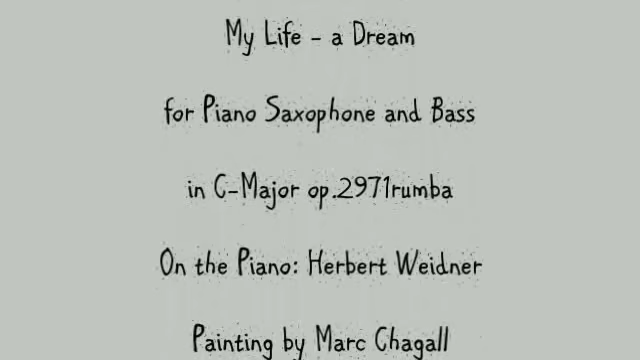 My Life - a Dream
for Piano Saxophone and Bass
in C-Major op.2971rumba
On the Piano: Herbert Weidner
Painting by Marc Chagall